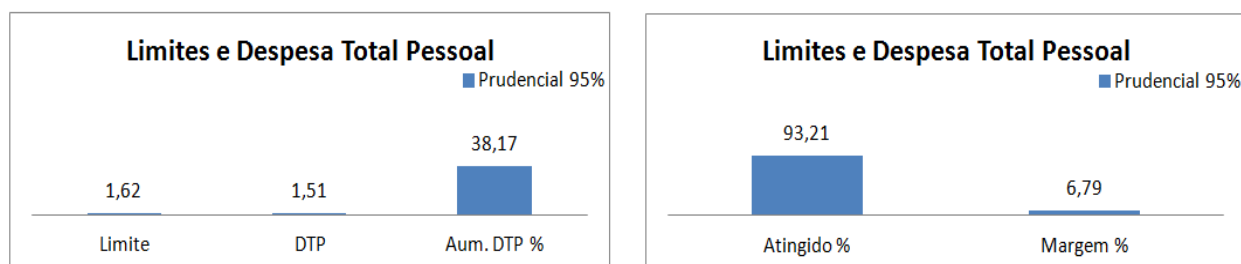 Limites e Despesa Total Pessoal
Prudencial 95%
38,17
1,62
1,51
Limite
DTP
Aum. DTP %
Limites e Despesa Total Pessoal
Prudencial 95%
93,21
6,79
Atingido %
Margem %